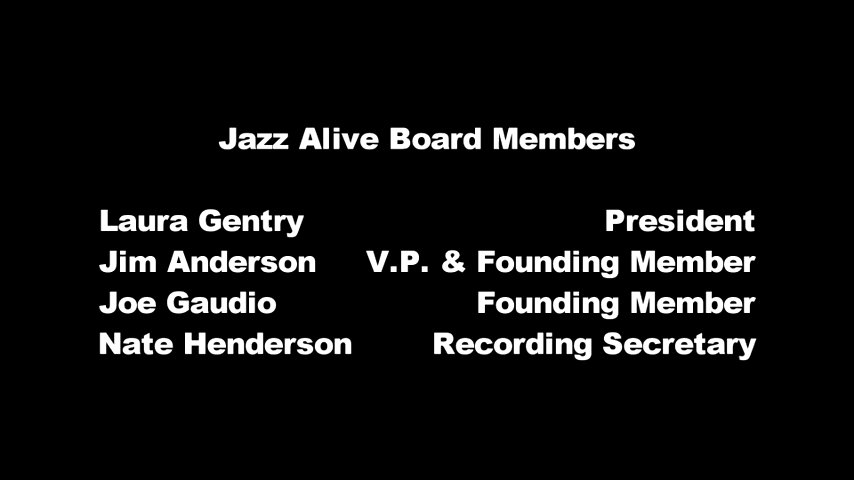 Jazz Alive Board Members
Laura Gentry President
Jim Anderson V.P. & Founding Member
Joe Gaudio Founding Member
Nate Henderson Recording Secretary